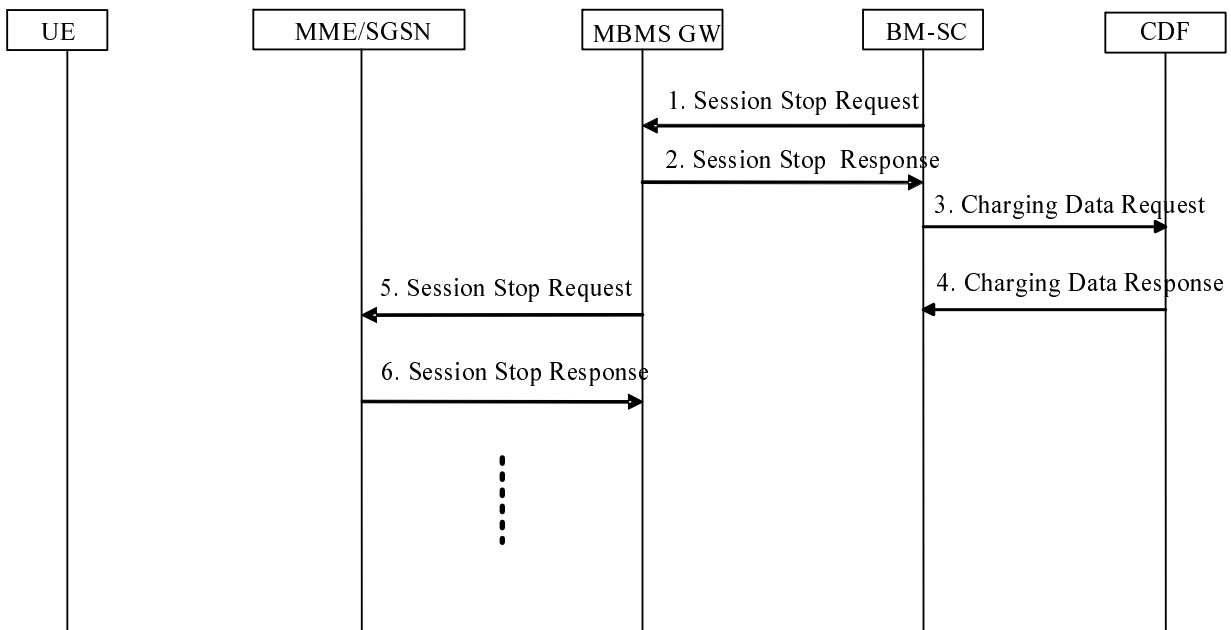 UE
MME/SGSN
MBMS GW
BM-SC
CDF
1. Session Stop Request
2. Session Stop Response
3. Charging Data Request
4. Charging Data Response
5. Session Stop Request
6. Session Stop Response